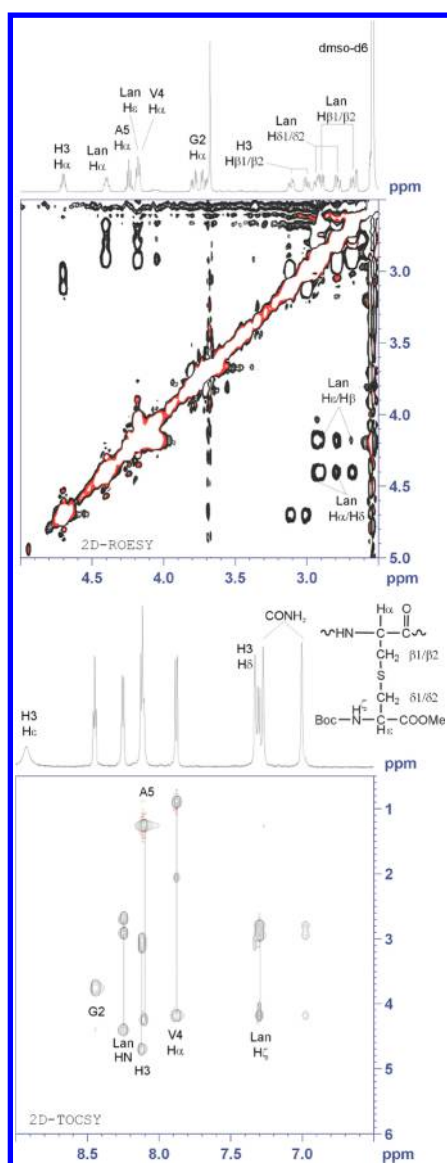 dmso-d6
Lan
Hε
V4
Hα
A5
Hα
H3
Hα
Lan
Hα
G2
Hα
H3
Hβ1/β2
Lan
Hδ1/δ2
Lan
Hβ1/β2
ppm
3.0
3.5
4.0
4.5
5.0
Lan
Hε/Hβ
Lan
Hα/Hδ
2D-ROESY
4.5
4.0
3.5
3.0
ppm
CONH2
H3
Hδ
H3
Hε
Hα
O
HN
CH
C
CH2
β1/β2
S
CH2
δ1/δ2
Hζ
Boc
N
CH
COOMe
Hε
ppm
A5
1
2
3
4
5
6
G2
Lan
HN
H3
V4
Hα
Lan
Hζ
2D-TOCSY
8.5
8.0
7.5
7.0
ppm